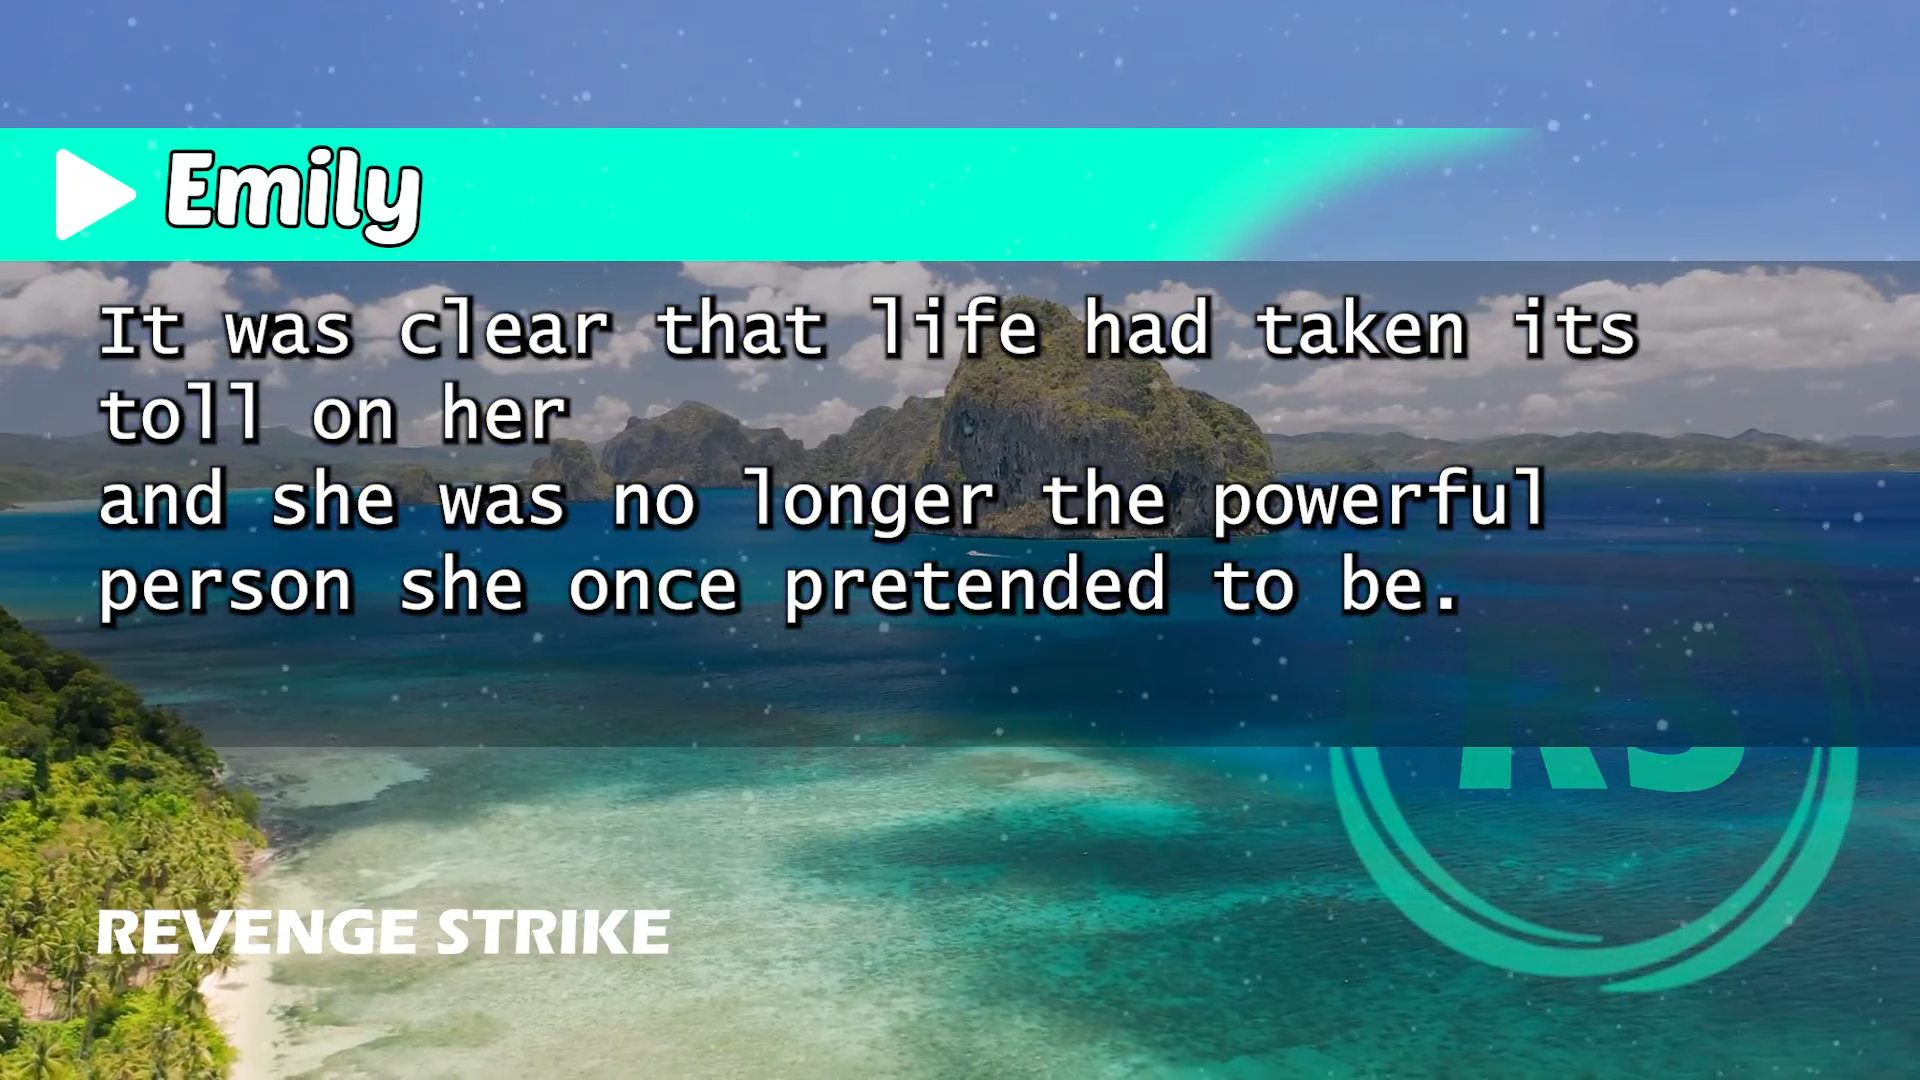 Emily
It was clear that life had taken its
toll on her
and she was no longer the powerful
person she once pretended to be.
RS
REVENGE STRIKE